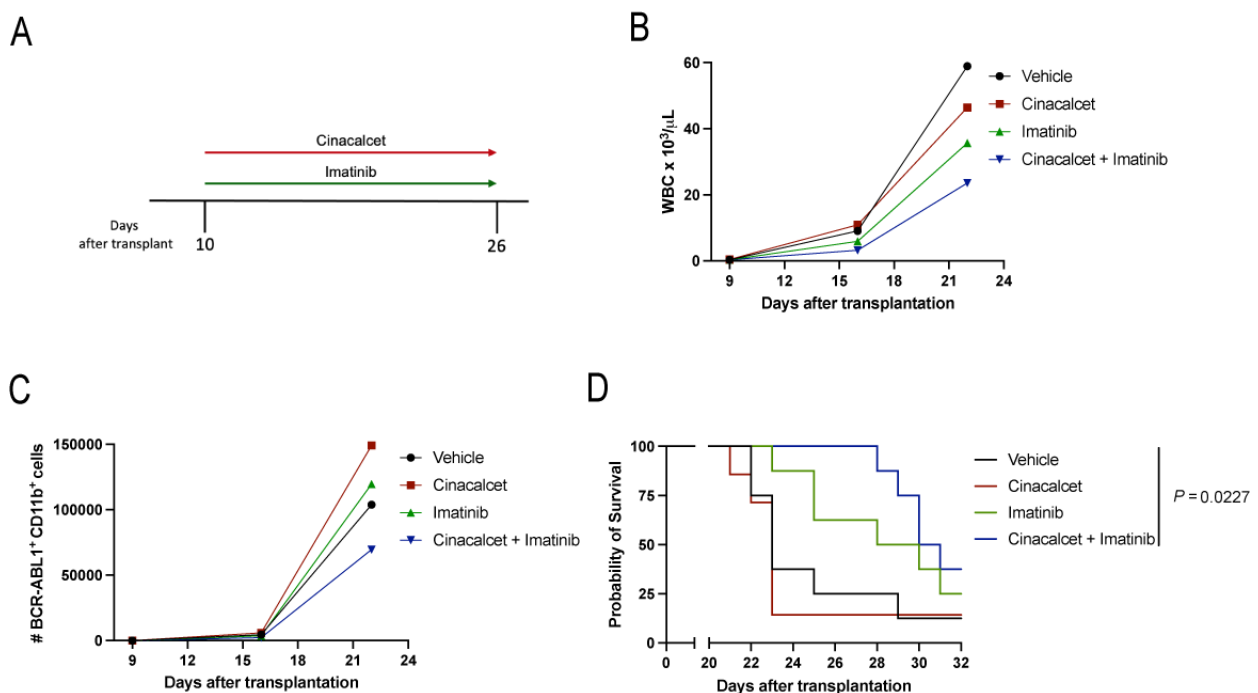 A
Cinacalcet
Imatinib
Days
after transplant
10
26
B
60
40
20
0
WBC x 10³/μL
9 12 15 18 21 24
Days after transplantation
Vehicle
Cinacalcet
Imatinib
Cinacalcet + Imatinib
C
150000
100000
50000
0
# BCR-ABL1⁺ CD11b⁺ cells
9 12 15 18 21 24
Days after transplantation
Vehicle
Cinacalcet
Imatinib
Cinacalcet + Imatinib
D
100
75
50
25
0
Probability of Survival
0 20 22 24 26 28 30 32
Days after transplantation
Vehicle
Cinacalcet
Imatinib
Cinacalcet + Imatinib
P = 0.0227